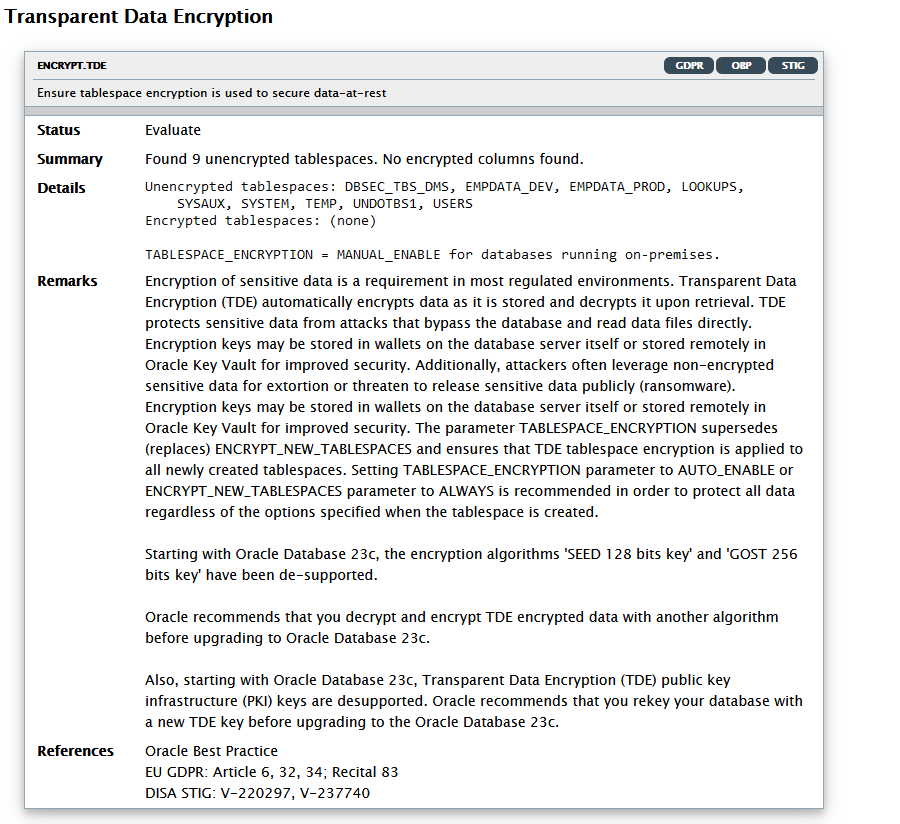 Transparent Data Encryption
ENCRYPT.TDE GDPR OBP STIG
Ensure tablespace encryption is used to secure data-at-rest
Status Evaluate
Summary Found 9 unencrypted tablespaces. No encrypted columns found.
Details Unencrypted tablespaces: DBSEC_TBS_DMS, EMPDATA_DEV, EMPDATA_PROD, LOOKUPS,
SYSAUX, SYSTEM, TEMP, UNDOTBS1, USERS
Encrypted tablespaces: (none)
TABLESPACE_ENCRYPTION = MANUAL_ENABLE for databases running on-premises.
Remarks Encryption of sensitive data is a requirement in most regulated environments. Transparent Data
Encryption (TDE) automatically encrypts data as it is stored and decrypts it upon retrieval. TDE
protects sensitive data from attacks that bypass the database and read data files directly.
Encryption keys may be stored in wallets on the database server itself or stored remotely in
Oracle Key Vault for improved security. Additionally, attackers often leverage non-encrypted
sensitive data for extortion or threaten to release sensitive data publicly (ransomware).
Encryption keys may be stored in wallets on the database server itself or stored remotely in
Oracle Key Vault for improved security. The parameter TABLESPACE_ENCRYPTION supersedes
(replaces) ENCRYPT_NEW_TABLESPACES and ensures that TDE tablespace encryption is applied to
all newly created tablespaces. Setting TABLESPACE_ENCRYPTION parameter to AUTO_ENABLE or
ENCRYPT_NEW_TABLESPACES parameter to ALWAYS is recommended in order to protect all data
regardless of the options specified when the tablespace is created.
Starting with Oracle Database 23c, the encryption algorithms 'SEED 128 bits key' and 'GOST 256
bits key' have been de-supported.
Oracle recommends that you decrypt and encrypt TDE encrypted data with another algorithm
before upgrading to Oracle Database 23c.
Also, starting with Oracle Database 23c, Transparent Data Encryption (TDE) public key
infrastructure (PKI) keys are desupported. Oracle recommends that you rekey your database with
a new TDE key before upgrading to the Oracle Database 23c.
References Oracle Best Practice
EU GDPR: Article 6, 32, 34; Recital 83
DISA STIG: V-220297, V-237740